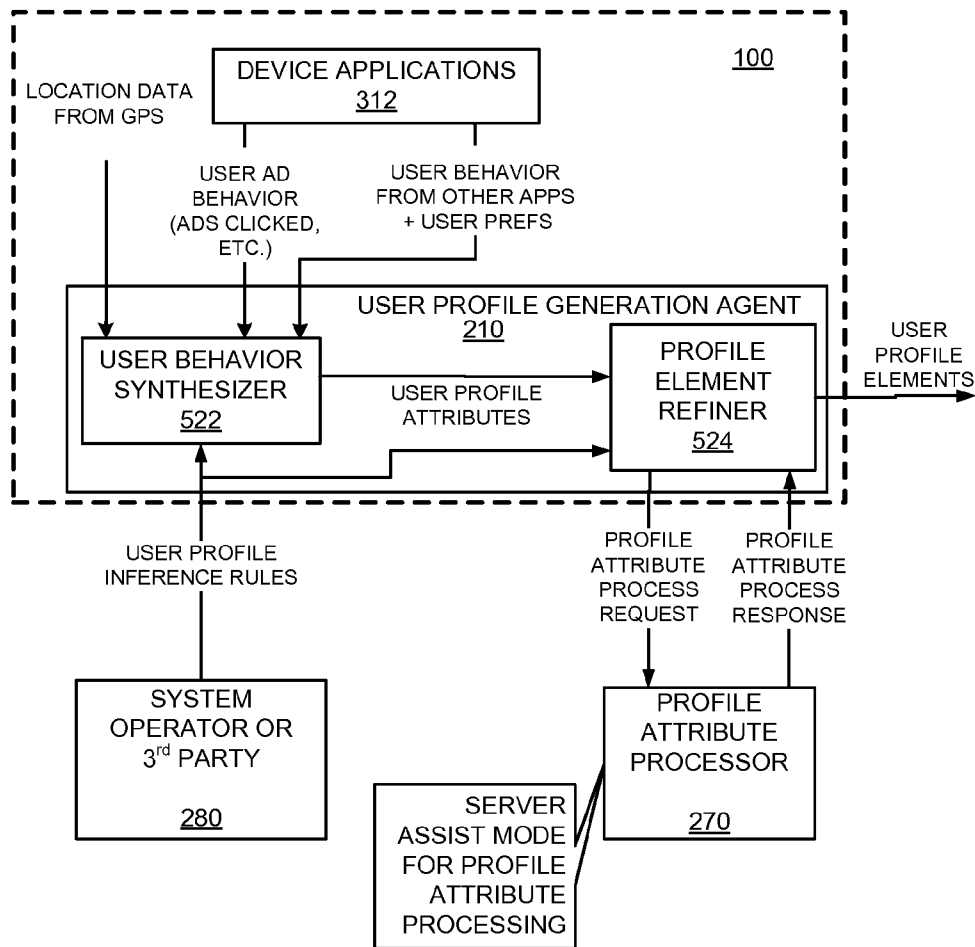 DEVICE APPLICATIONS
312
100
LOCATION DATA
FROM GPS
USER AD
BEHAVIOR
(ADS CLICKED,
ETC.)
USER BEHAVIOR
FROM OTHER APPS
+ USER PREFS
USER PROFILE GENERATION AGENT
210
USER BEHAVIOR
SYNTHESIZER
522
USER PROFILE
ATTRIBUTES
PROFILE
ELEMENT
REFINER
524
USER
PROFILE
ELEMENTS
USER PROFILE
INFERENCE RULES
PROFILE
ATTRIBUTE
PROCESS
REQUEST
PROFILE
ATTRIBUTE
PROCESS
RESPONSE
SYSTEM
OPERATOR OR
3rd PARTY
280
PROFILE
ATTRIBUTE
PROCESSOR
270
SERVER
ASSIST MODE
FOR PROFILE
ATTRIBUTE
PROCESSING